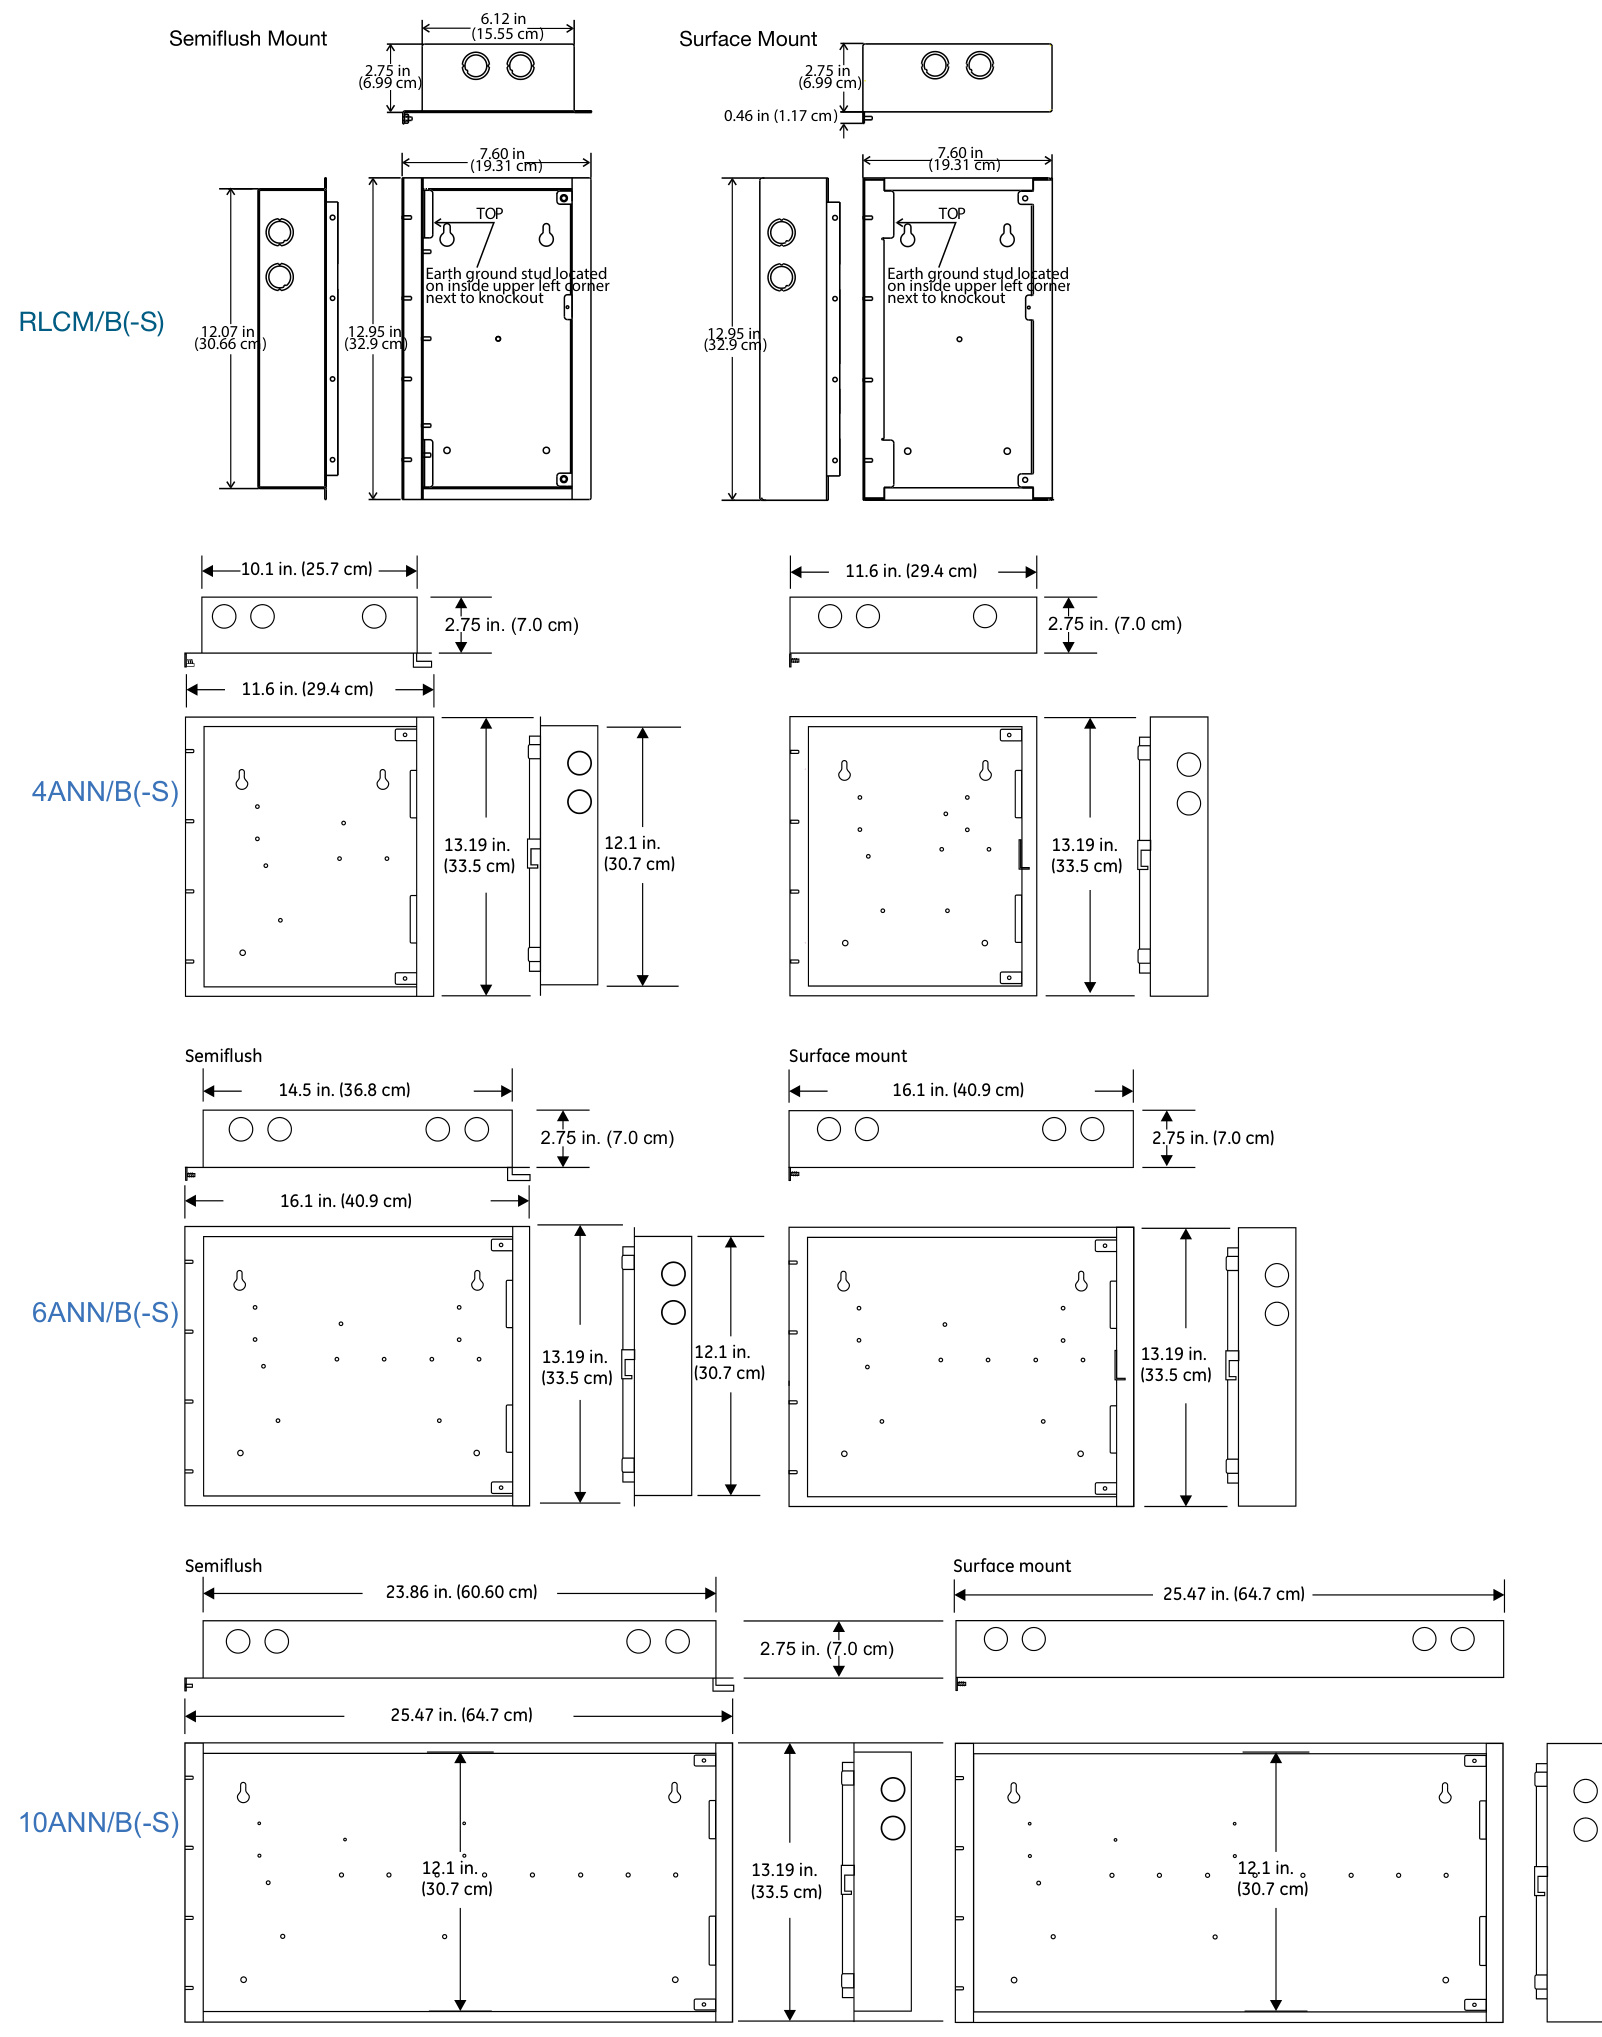 Semiflush Mount
6.12 in
(15.55 cm)
2.75 in
(6.99 cm)
Surface Mount
2.75 in
(6.99 cm)
0.46 in (1.17 cm)
RLCM/B(-S)
7.60 in
(19.31 cm)
12.07 in
(30.66 cm)
12.95 in
(32.9 cm)
TOP
Earth ground stud located
on inside upper left corner
next to knockout
7.60 in
(19.31 cm)
12.95 in
(32.9 cm)
TOP
Earth ground stud located
on inside upper left corner
next to knockout
10.1 in. (25.7 cm)
2.75 in. (7.0 cm)
11.6 in. (29.4 cm)
11.6 in. (29.4 cm)
2.75 in. (7.0 cm)
4ANN/B(-S)
13.19 in.
(33.5 cm)
12.1 in.
(30.7 cm)
13.19 in.
(33.5 cm)
Semiflush
14.5 in. (36.8 cm)
2.75 in. (7.0 cm)
16.1 in. (40.9 cm)
Surface mount
16.1 in. (40.9 cm)
2.75 in. (7.0 cm)
6ANN/B(-S)
13.19 in.
(33.5 cm)
12.1 in.
(30.7 cm)
13.19 in.
(33.5 cm)
Semiflush
23.86 in. (60.60 cm)
2.75 in. (7.0 cm)
25.47 in. (64.7 cm)
Surface mount
25.47 in. (64.7 cm)
10ANN/B(-S)
12.1 in.
(30.7 cm)
13.19 in.
(33.5 cm)
12.1 in.
(30.7 cm)